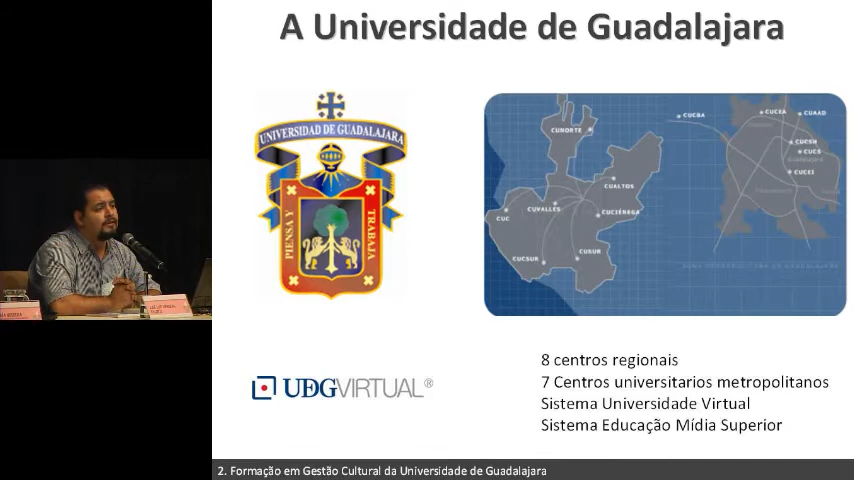 A Universidade de Guadalajara
UNIVERSIDAD DE GUADALAJARA
PIENSA Y
TRABAJA
CUNORTE
CUALTOS
CUVALLES
CUC
CUCIÉNEGA
CUCSUR
CUSUR
CUCBA
CUCEA
CUAAD
CUCSH
CUCS
Guadalajara
CUCEI
UDGVIRTUAL®
8 centros regionais
7 Centros universitarios metropolitanos
Sistema Universidade Virtual
Sistema Educação Mídia Superior
2. Formação em Gestão Cultural da Universidade de Guadalajara